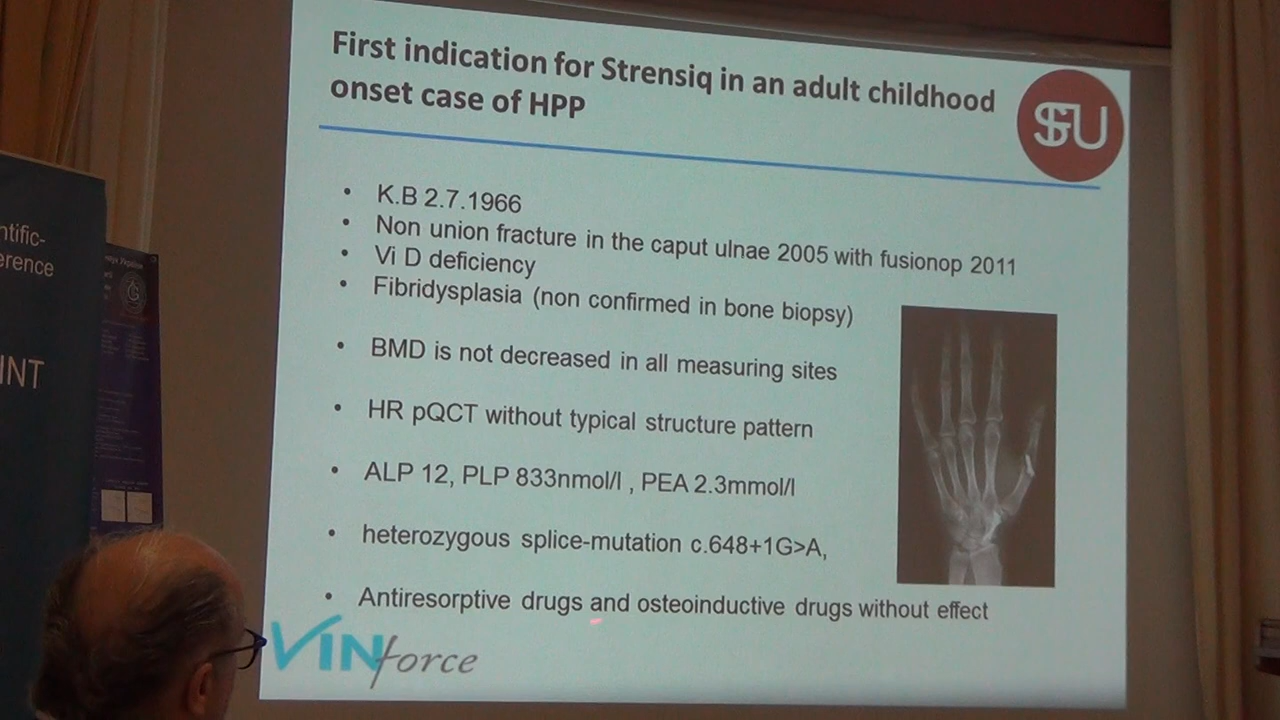 First indication for Strensiq in an adult childhood
onset case of HPP
SFU
• K.B 2.7.1966
• Non union fracture in the caput ulnae 2005 with fusionop 2011
• Vi D deficiency
• Fibridysplasia (non confirmed in bone biopsy)
• BMD is not decreased in all measuring sites
• HR pQCT without typical structure pattern
• ALP 12, PLP 833nmol/l , PEA 2.3mmol/l
• heterozygous splice-mutation c.648+1G>A,
• Antiresorptive drugs and osteoinductive drugs without effect
VINforce
ntific-
erence
INT